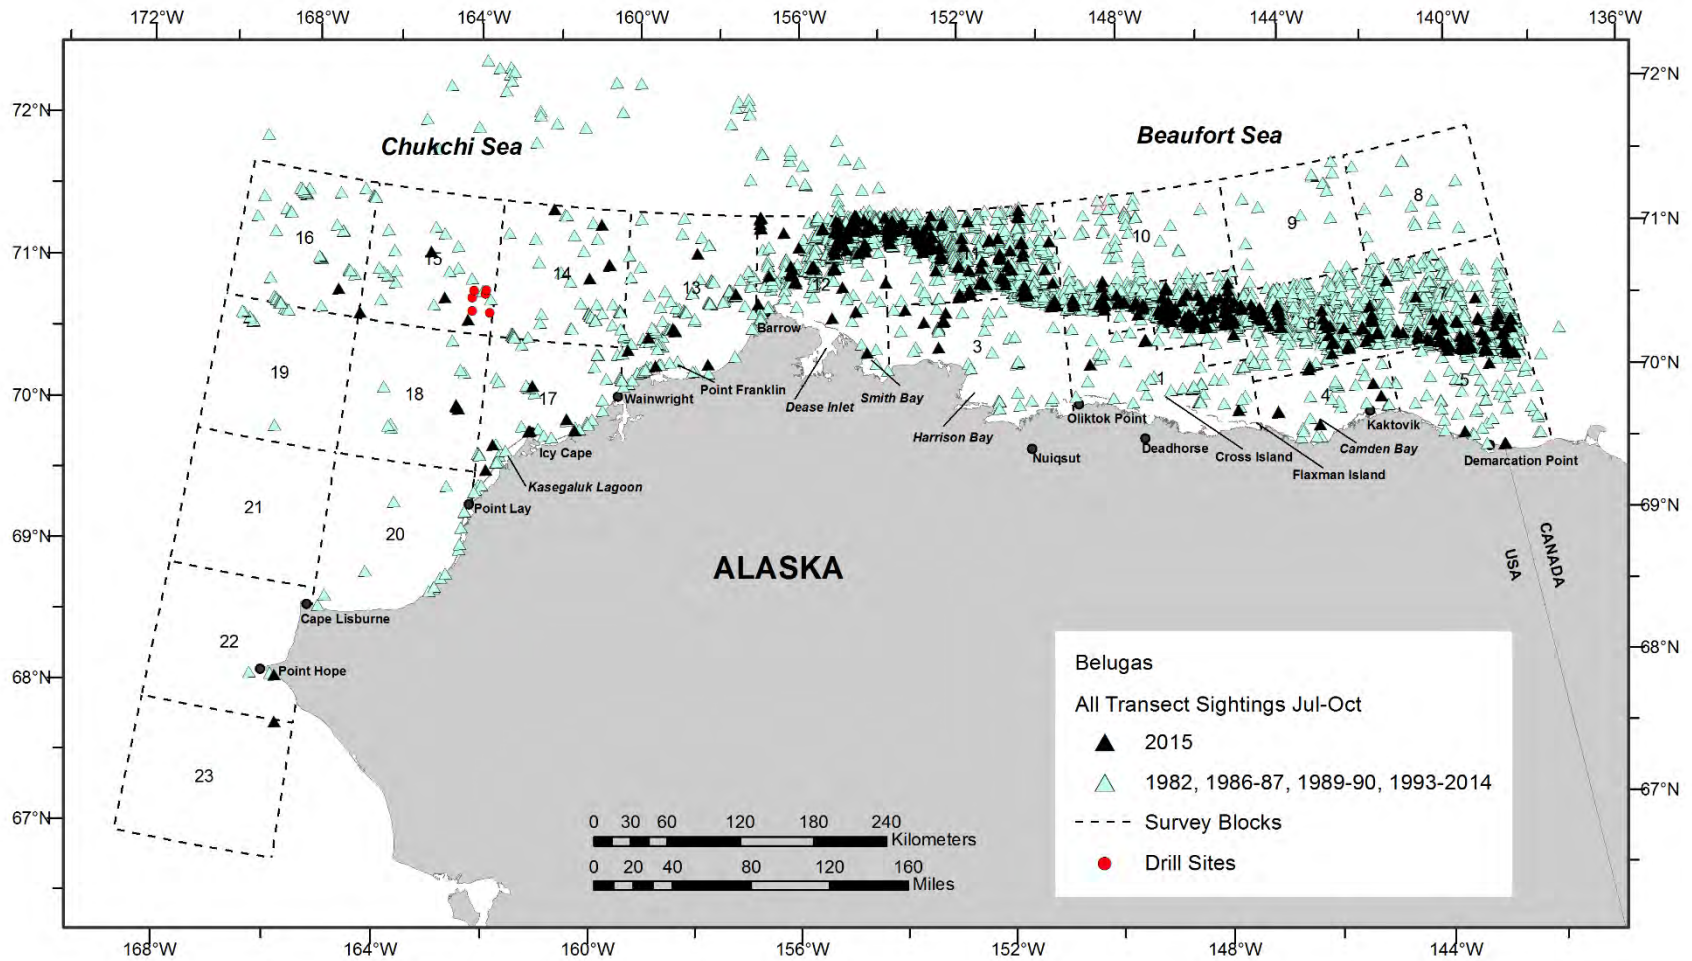 172°W 168°W 164°W 160°W 156°W 152°W 148°W 144°W 140°W 136°W
72°N 72°N
Chukchi Sea
Beaufort Sea
8
9
10
16
71°N 71°N
15
14
13
12
11
7
6
Barrow
3
70°N 70°N
19
18
17
1
5
4
Point Franklin
Wainwright
Dease Inlet
Smith Bay
Harrison Bay
Oliktok Point
Kaktovik
Icy Cape
Nuiqsut
Deadhorse
Cross Island
Camden Bay
Flaxman Island
Demarcation Point
Kasegaluk Lagoon
Point Lay
21
20
69°N 69°N
ALASKA
USA
CANADA
Cape Lisburne
22
Point Hope
68°N 68°N
23
67°N 67°N
Belugas
All Transect Sightings Jul-Oct
2015
1982, 1986-87, 1989-90, 1993-2014
Survey Blocks
Drill Sites
0 30 60 120 180 240
Kilometers
0 20 40 80 120 160
Miles
168°W 164°W 160°W 156°W 152°W 148°W 144°W